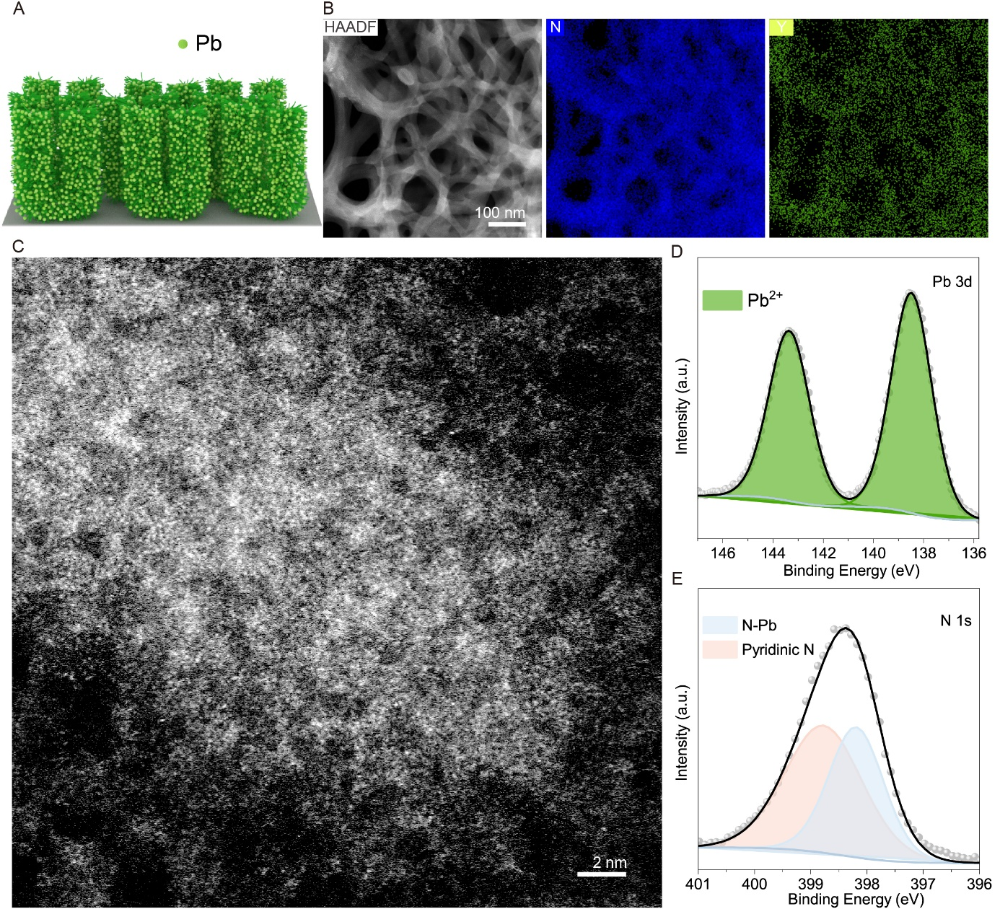 A
Pb
B
HAADF
N
Y
100 nm
C
2 nm
D
Pb 3d
Pb²⁺
Intensity (a.u.)
146 144 142 140 138 136
Binding Energy (eV)
E
N 1s
N-Pb
Pyridinic N
Intensity (a.u.)
401 400 399 398 397 396
Binding Energy (eV)